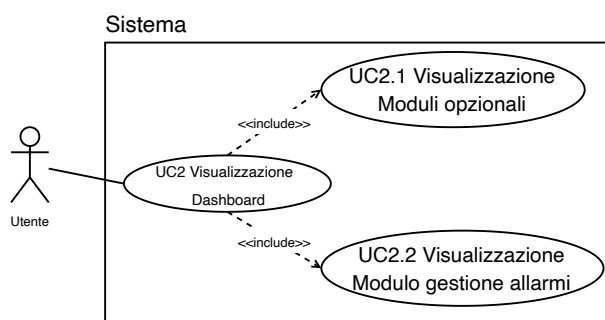 Sistema
UC2.1 Visualizzazione
Moduli opzionali
<<include>>
UC2 Visualizzazione
Dashboard
Utente
<<include>>
UC2.2 Visualizzazione
Modulo gestione allarmi